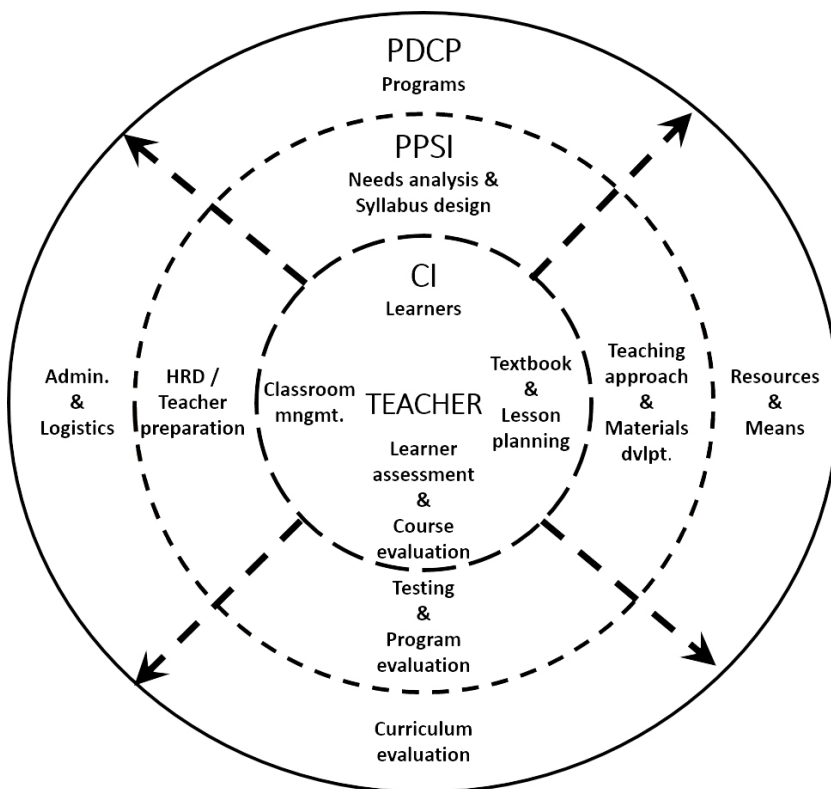 PDCP
Programs
PPSI
Needs analysis &
Syllabus design
CI
Learners
Admin.
&
Logistics
HRD /
Teacher
preparation
Classroom
mngmt.
TEACHER
Textbook
&
Lesson
planning
Teaching
approach
&
Materials
dvlpt.
Resources
&
Means
Learner
assessment
&
Course
evaluation
Testing
&
Program
evaluation
Curriculum
evaluation